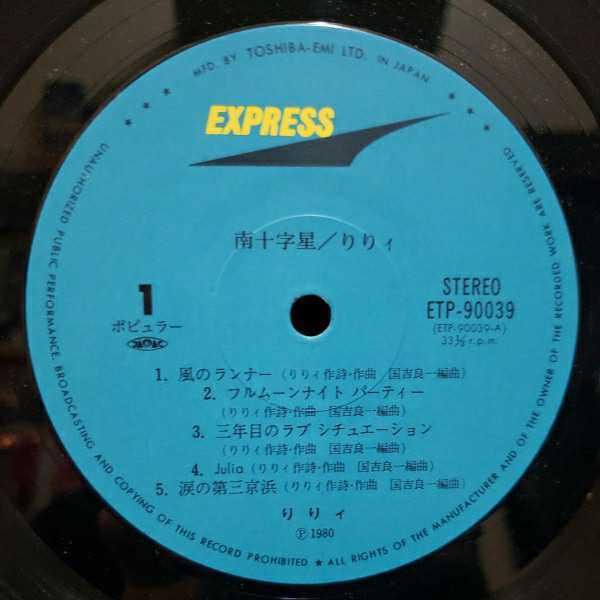 MFD. BY TOSHIBA-EMI LTD. IN JAPAN
EXPRESS
南十字星／りりィ
1
ポピュラー
STEREO
ETP-90039
(ETP-90039-A)
33⅓ r.p.m.
1. 風のランナー (りりィ作詩・作曲 国吉良一編曲)
2. フルムーンナイト パーティー
(りりィ作詩・作曲 国吉良一編曲)
3. 三年目のラブ シチュエーション
(りりィ作詩・作曲 国吉良一編曲)
4. Julia (りりィ作詩・作曲 国吉良一編曲)
5. 涙の第三京浜 (りりィ作詩・作曲 国吉良一編曲)
りりィ
Ⓟ 1980
★ ★ ★ UNAUTHORIZED PUBLIC PERFORMANCE, BROADCASTING AND COPYING OF THIS RECORD PROHIBITED ★ ALL RIGHTS OF THE MANUFACTURER AND OF THE OWNER OF THE RECORDED WORK ARE RESERVED ★ ★ ★